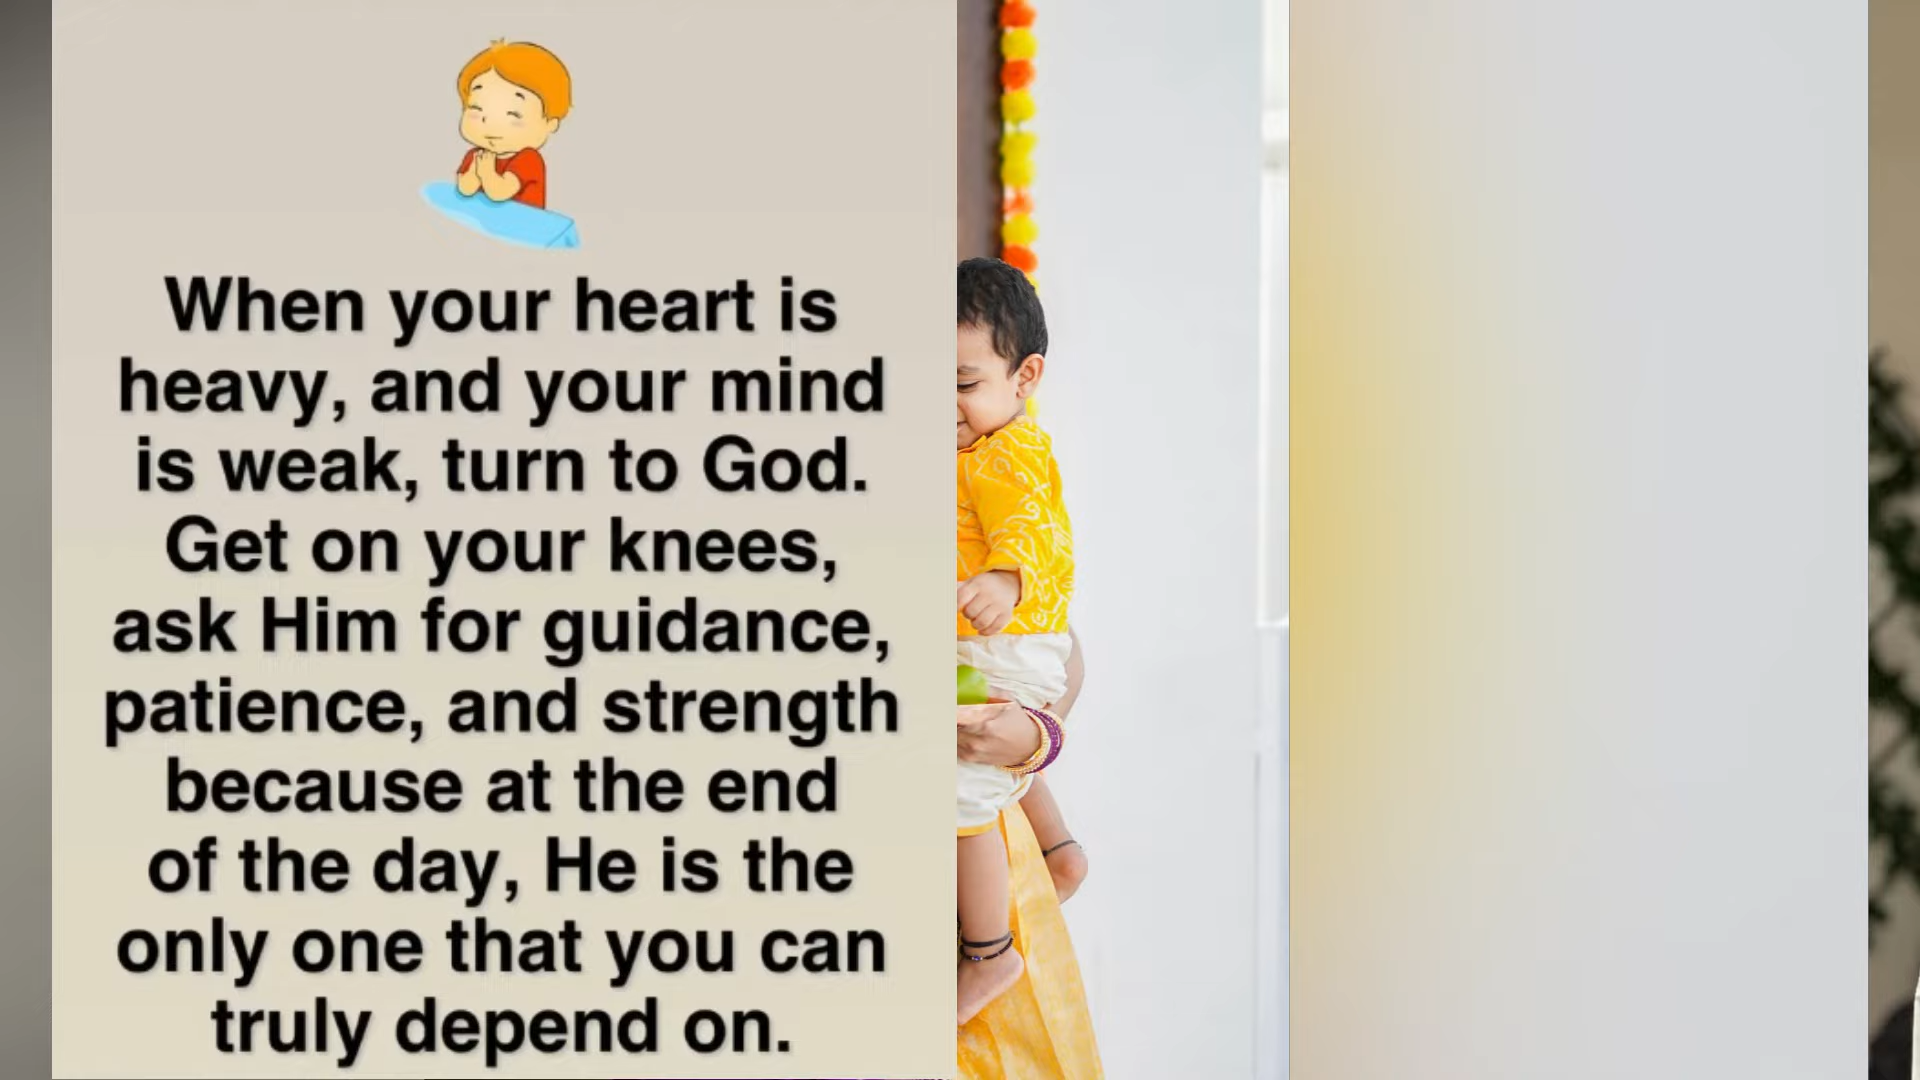 When your heart is
heavy, and your mind
is weak, turn to God.
Get on your knees,
ask Him for guidance,
patience, and strength
because at the end
of the day, He is the
only one that you can
truly depend on.